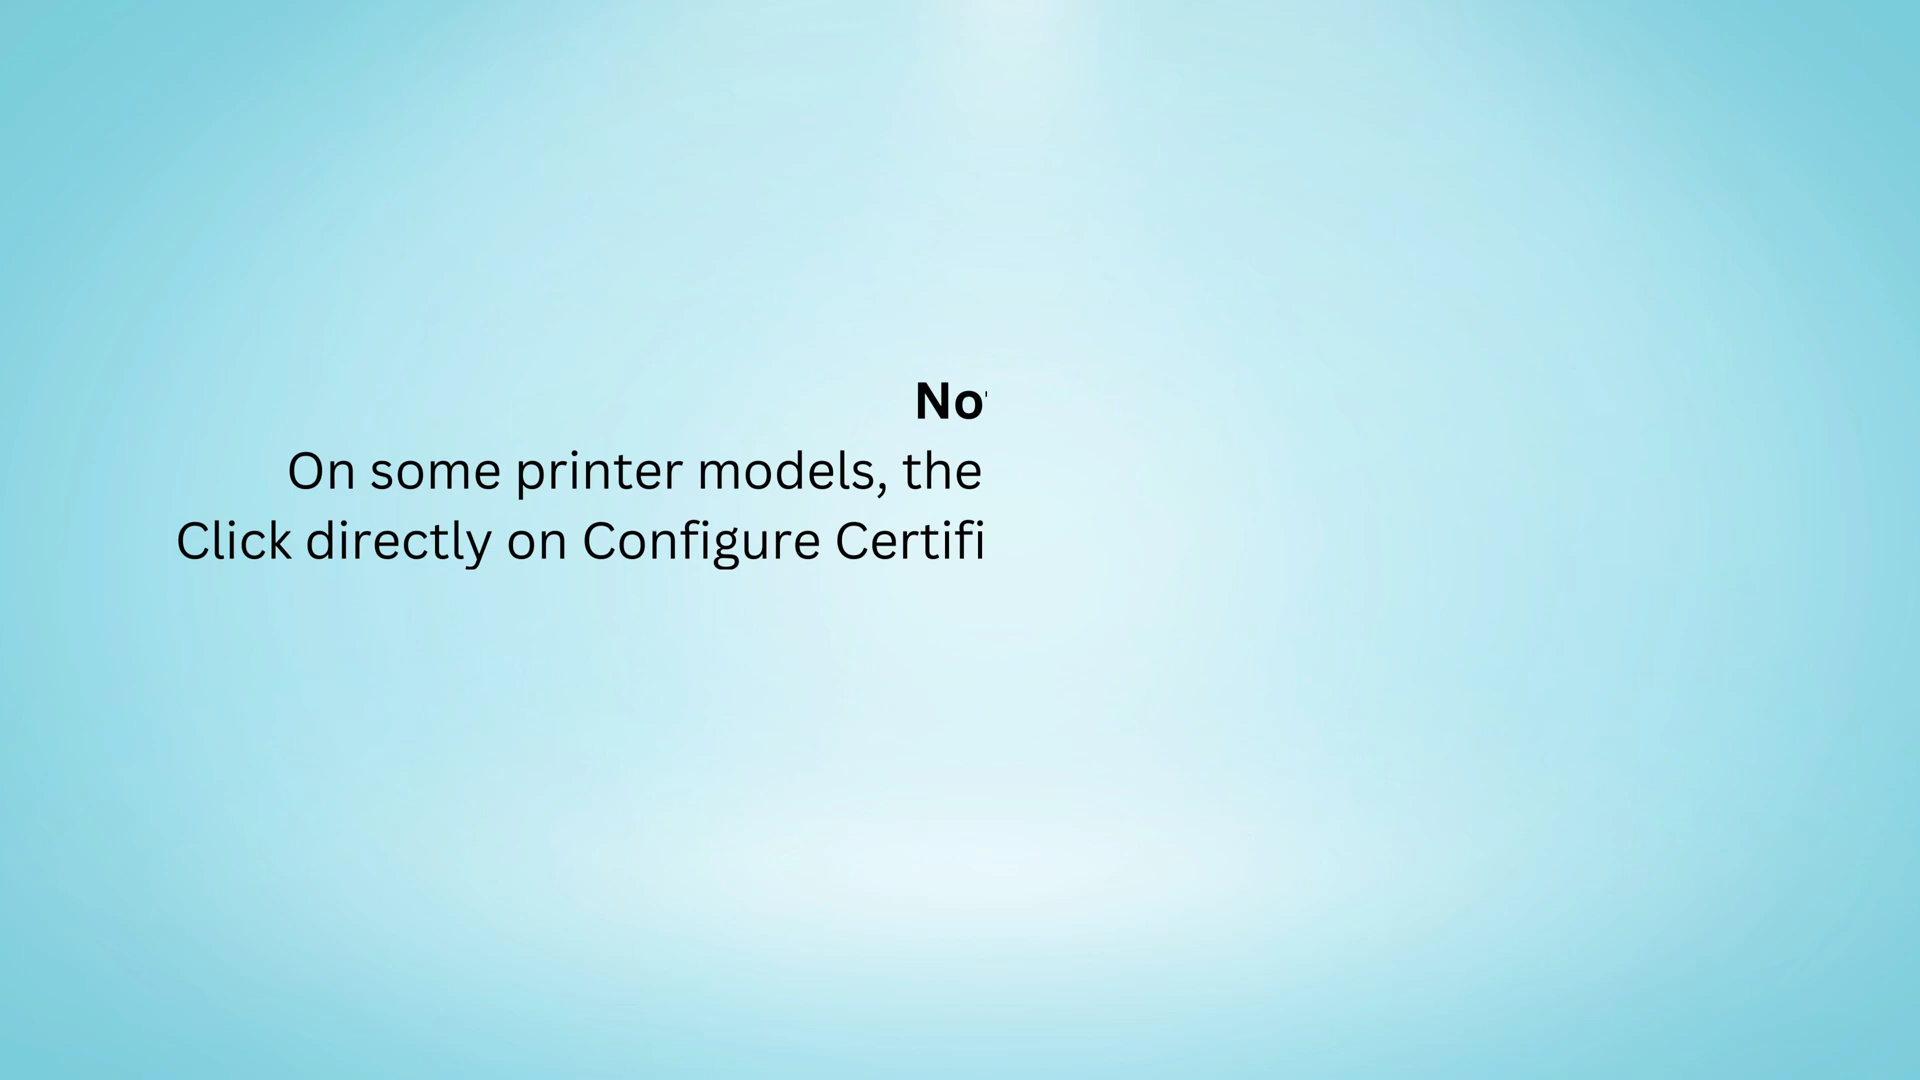 No
On some printer models, the
Click directly on Configure Certifi